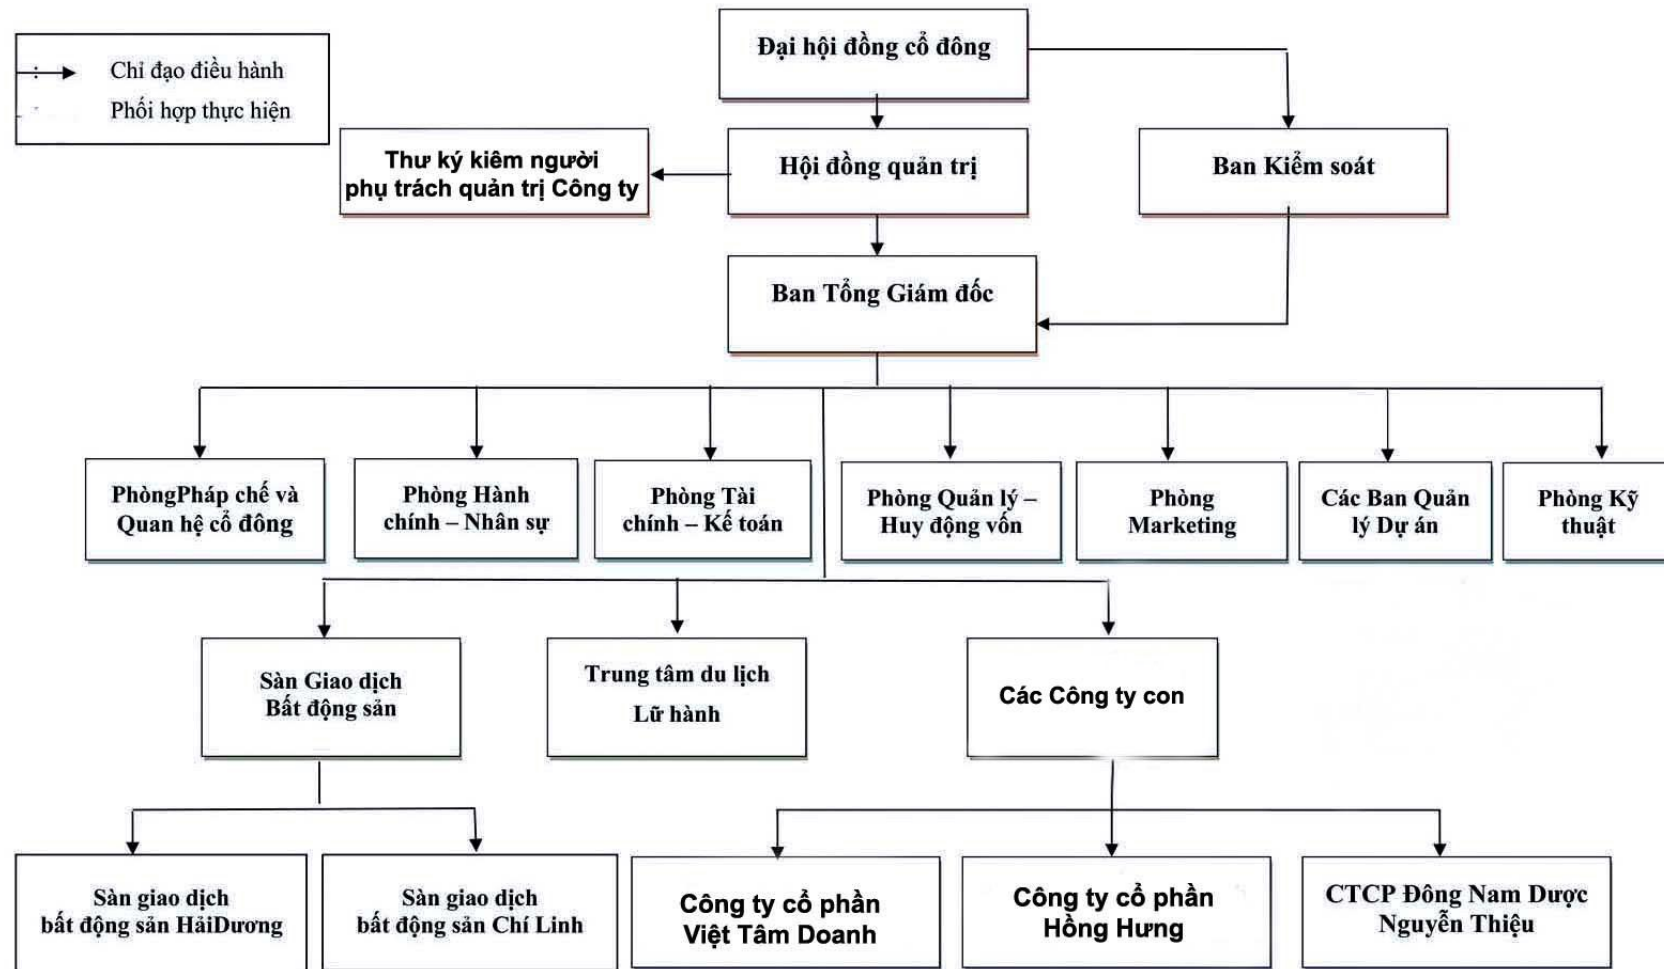 Đại hội đồng cổ đông
Chỉ đạo điều hành
Phối hợp thực hiện
Thư ký kiêm người
phụ trách quản trị Công ty
Hội đồng quản trị
Ban Kiểm soát
Ban Tổng Giám đốc
PhòngPháp chế và
Quan hệ cổ đông
Phòng Hành
chính – Nhân sự
Phòng Tài
chính – Kế toán
Phòng Quản lý –
Huy động vốn
Phòng
Marketing
Các Ban Quản
lý Dự án
Phòng Kỹ
thuật
Sàn Giao dịch
Bất động sản
Trung tâm du lịch
Lữ hành
Các Công ty con
Sàn giao dịch
bất động sản HảiDương
Sàn giao dịch
bất động sản Chí Linh
Công ty cổ phần
Việt Tâm Doanh
Công ty cổ phần
Hồng Hưng
CTCP Đông Nam Dược
Nguyễn Thiệu